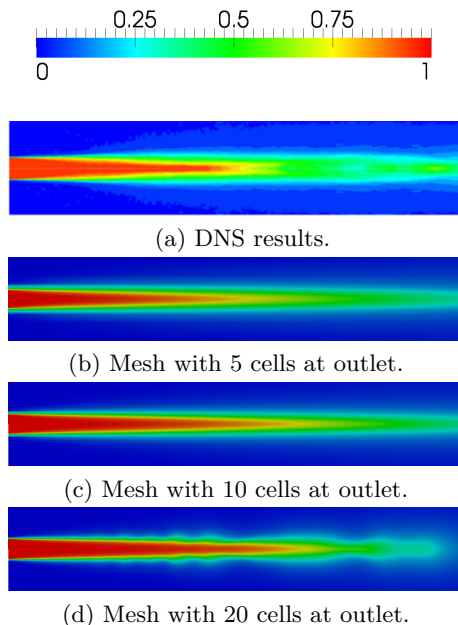 0.25 0.5 0.75
0 1
(a) DNS results.
(b) Mesh with 5 cells at outlet.
(c) Mesh with 10 cells at outlet.
(d) Mesh with 20 cells at outlet.